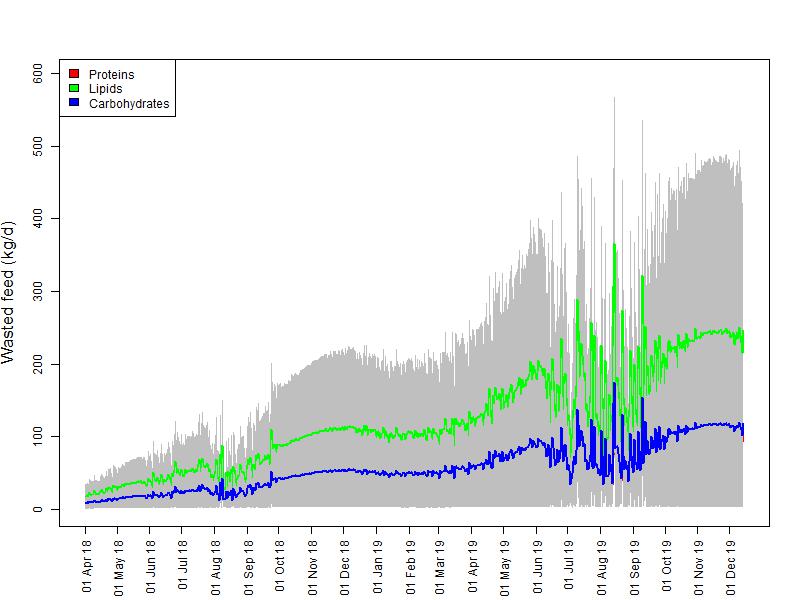 Proteins
Lipids
Carbohydrates
Wasted feed (kg/d)
600
500
400
300
200
100
0
01 Apr 18
01 May 18
01 Jun 18
01 Jul 18
01 Aug 18
01 Sep 18
01 Oct 18
01 Nov 18
01 Dec 18
01 Jan 19
01 Feb 19
01 Mar 19
01 Apr 19
01 May 19
01 Jun 19
01 Jul 19
01 Aug 19
01 Sep 19
01 Oct 19
01 Nov 19
01 Dec 19